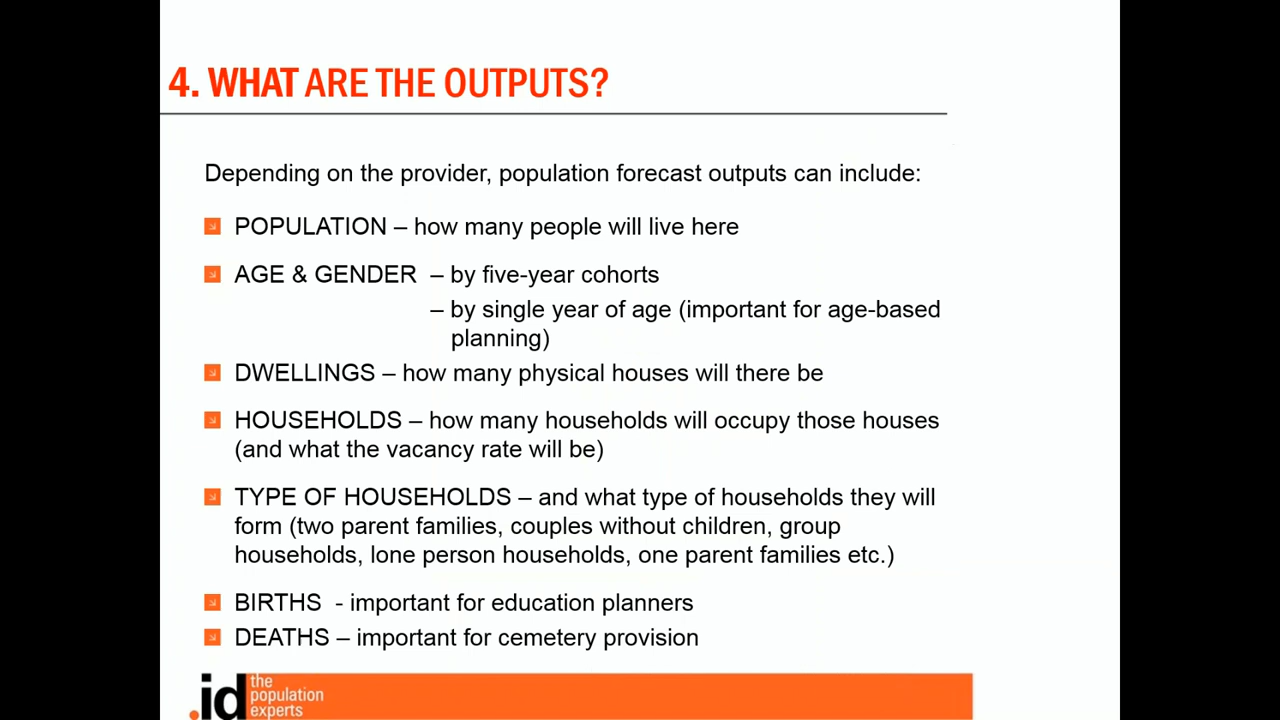 4. WHAT ARE THE OUTPUTS?
Depending on the provider, population forecast outputs can include:
POPULATION – how many people will live here
AGE & GENDER – by five-year cohorts
– by single year of age (important for age-based
planning)
DWELLINGS – how many physical houses will there be
HOUSEHOLDS – how many households will occupy those houses
(and what the vacancy rate will be)
TYPE OF HOUSEHOLDS – and what type of households they will
form (two parent families, couples without children, group
households, lone person households, one parent families etc.)
BIRTHS - important for education planners
DEATHS – important for cemetery provision
.id
the
population
experts